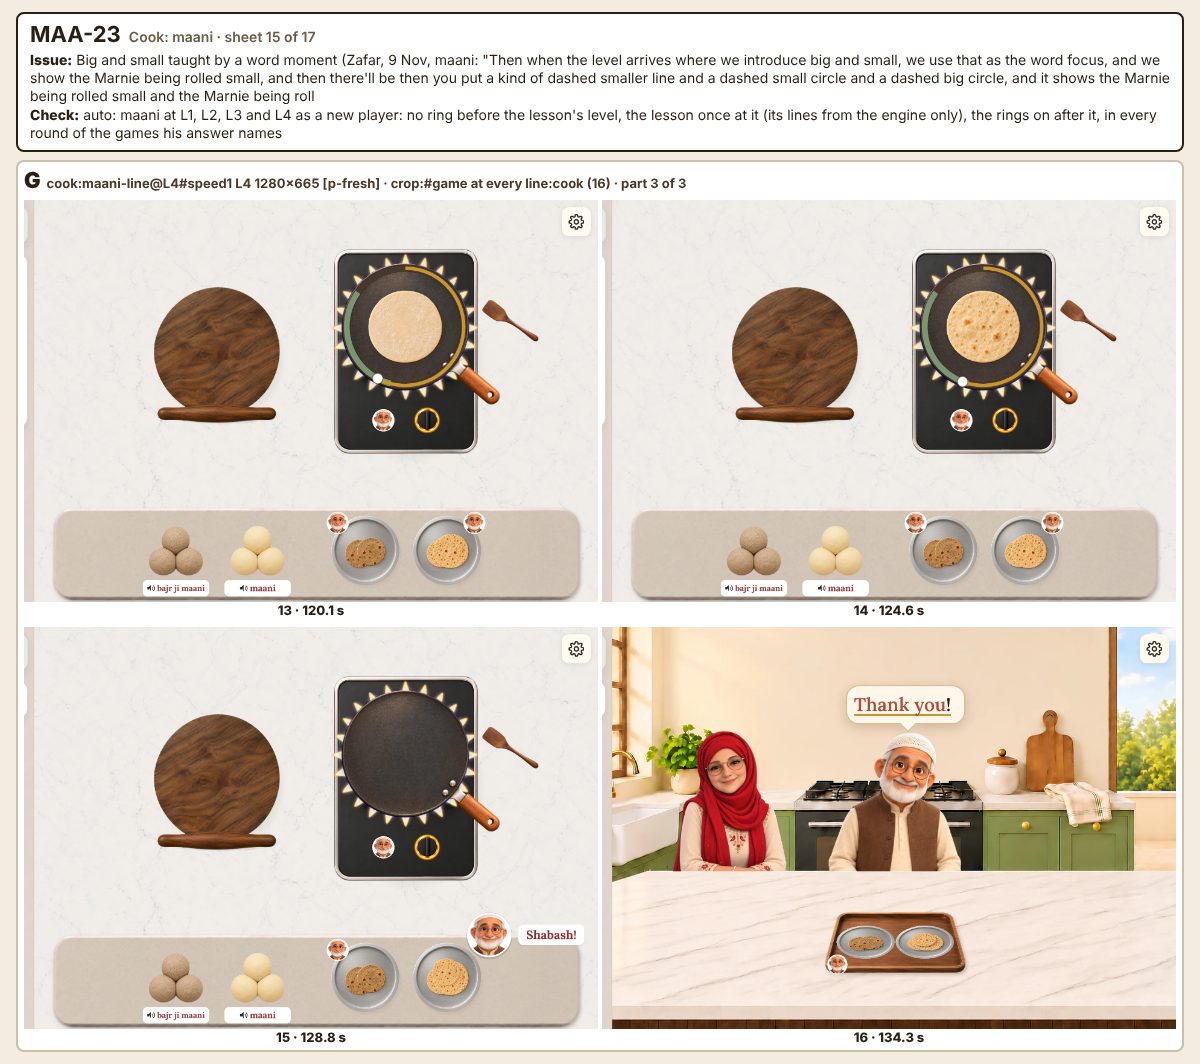 MAA-23 Cook: maani · sheet 15 of 17
Issue: Big and small taught by a word moment (Zafar, 9 Nov, maani: "Then when the level arrives where we introduce big and small, we use that as the word focus, and we
show the Marnie being rolled small, and then there'll be then you put a kind of dashed smaller line and a dashed small circle and a dashed big circle, and it shows the Marnie
being rolled small and the Marnie being roll
Check: auto: maani at L1, L2, L3 and L4 as a new player: no ring before the lesson's level, the lesson once at it (its lines from the engine only), the rings on after it, in every
round of the games his answer names
G cook:maani-line@L4#speed1 L4 1280×665 [p-fresh] · crop:#game at every line:cook (16) · part 3 of 3
bajr ji maani
maani
13 · 120.1 s
bajr ji maani
maani
14 · 124.6 s
Shabash!
bajr ji maani
maani
15 · 128.8 s
Thank you!
16 · 134.3 s